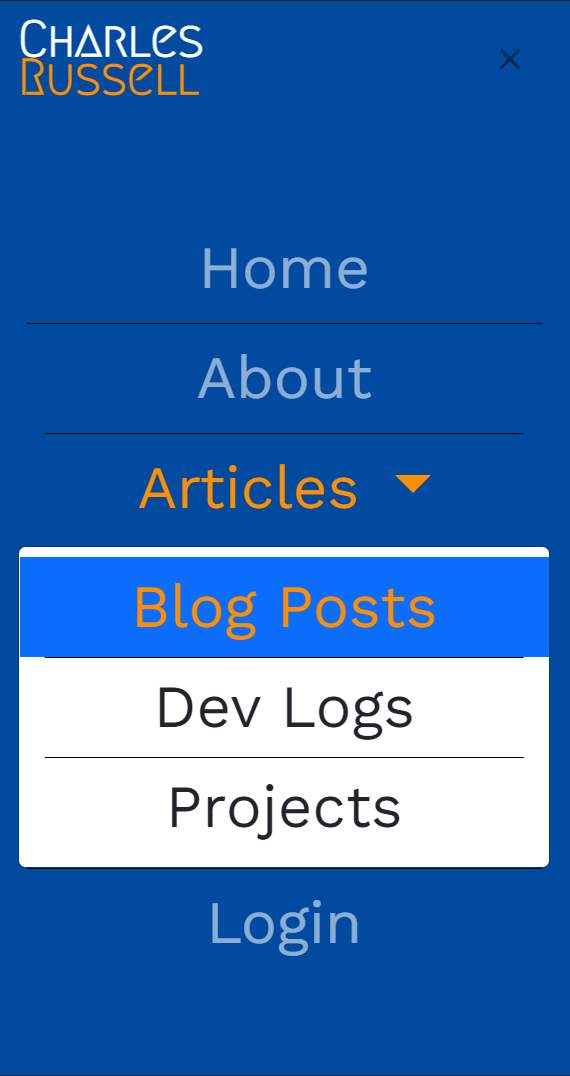 Charles
Russell
Home
About
Articles
Blog Posts
Dev Logs
Projects
Login